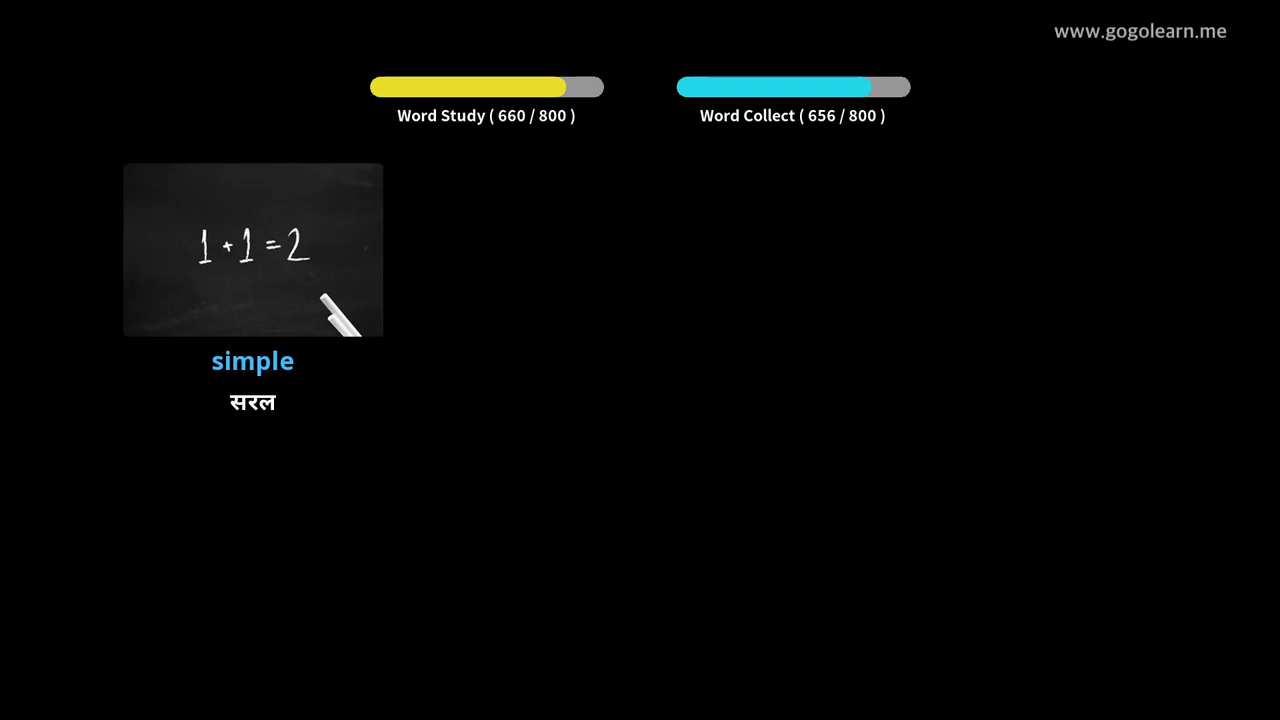 www.gogolearn.me
Word Study ( 660 / 800 )
Word Collect ( 656 / 800 )
1 + 1 = 2
simple
सरल